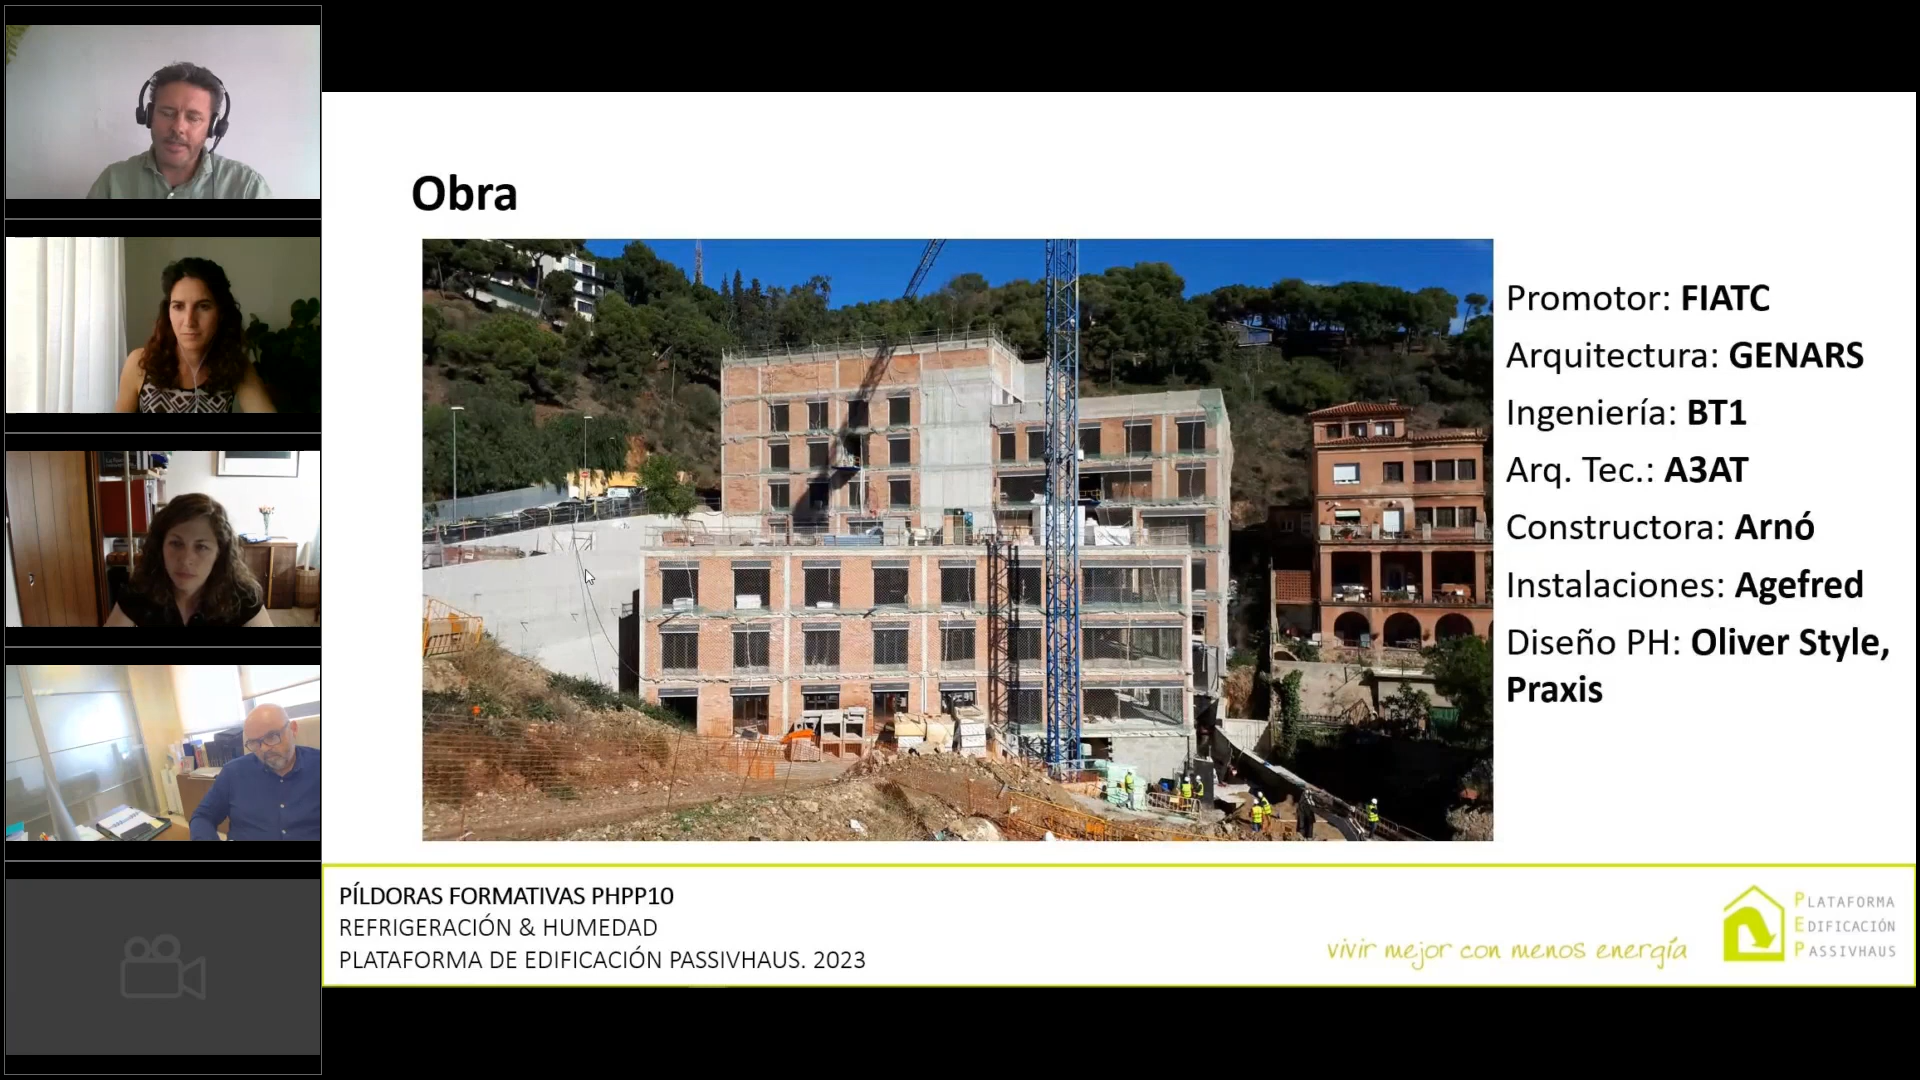 Obra
Promotor: FIATC
Arquitectura: GENARS
Ingeniería: BT1
Arq. Tec.: A3AT
Constructora: Arnó
Instalaciones: Agefred
Diseño PH: Oliver Style,
Praxis
PÍLDORAS FORMATIVAS PHPP10
REFRIGERACIÓN & HUMEDAD
PLATAFORMA DE EDIFICACIÓN PASSIVHAUS. 2023
vivir mejor con menos energía
PLATAFORMA
EDIFICACIÓN
PASSIVHAUS